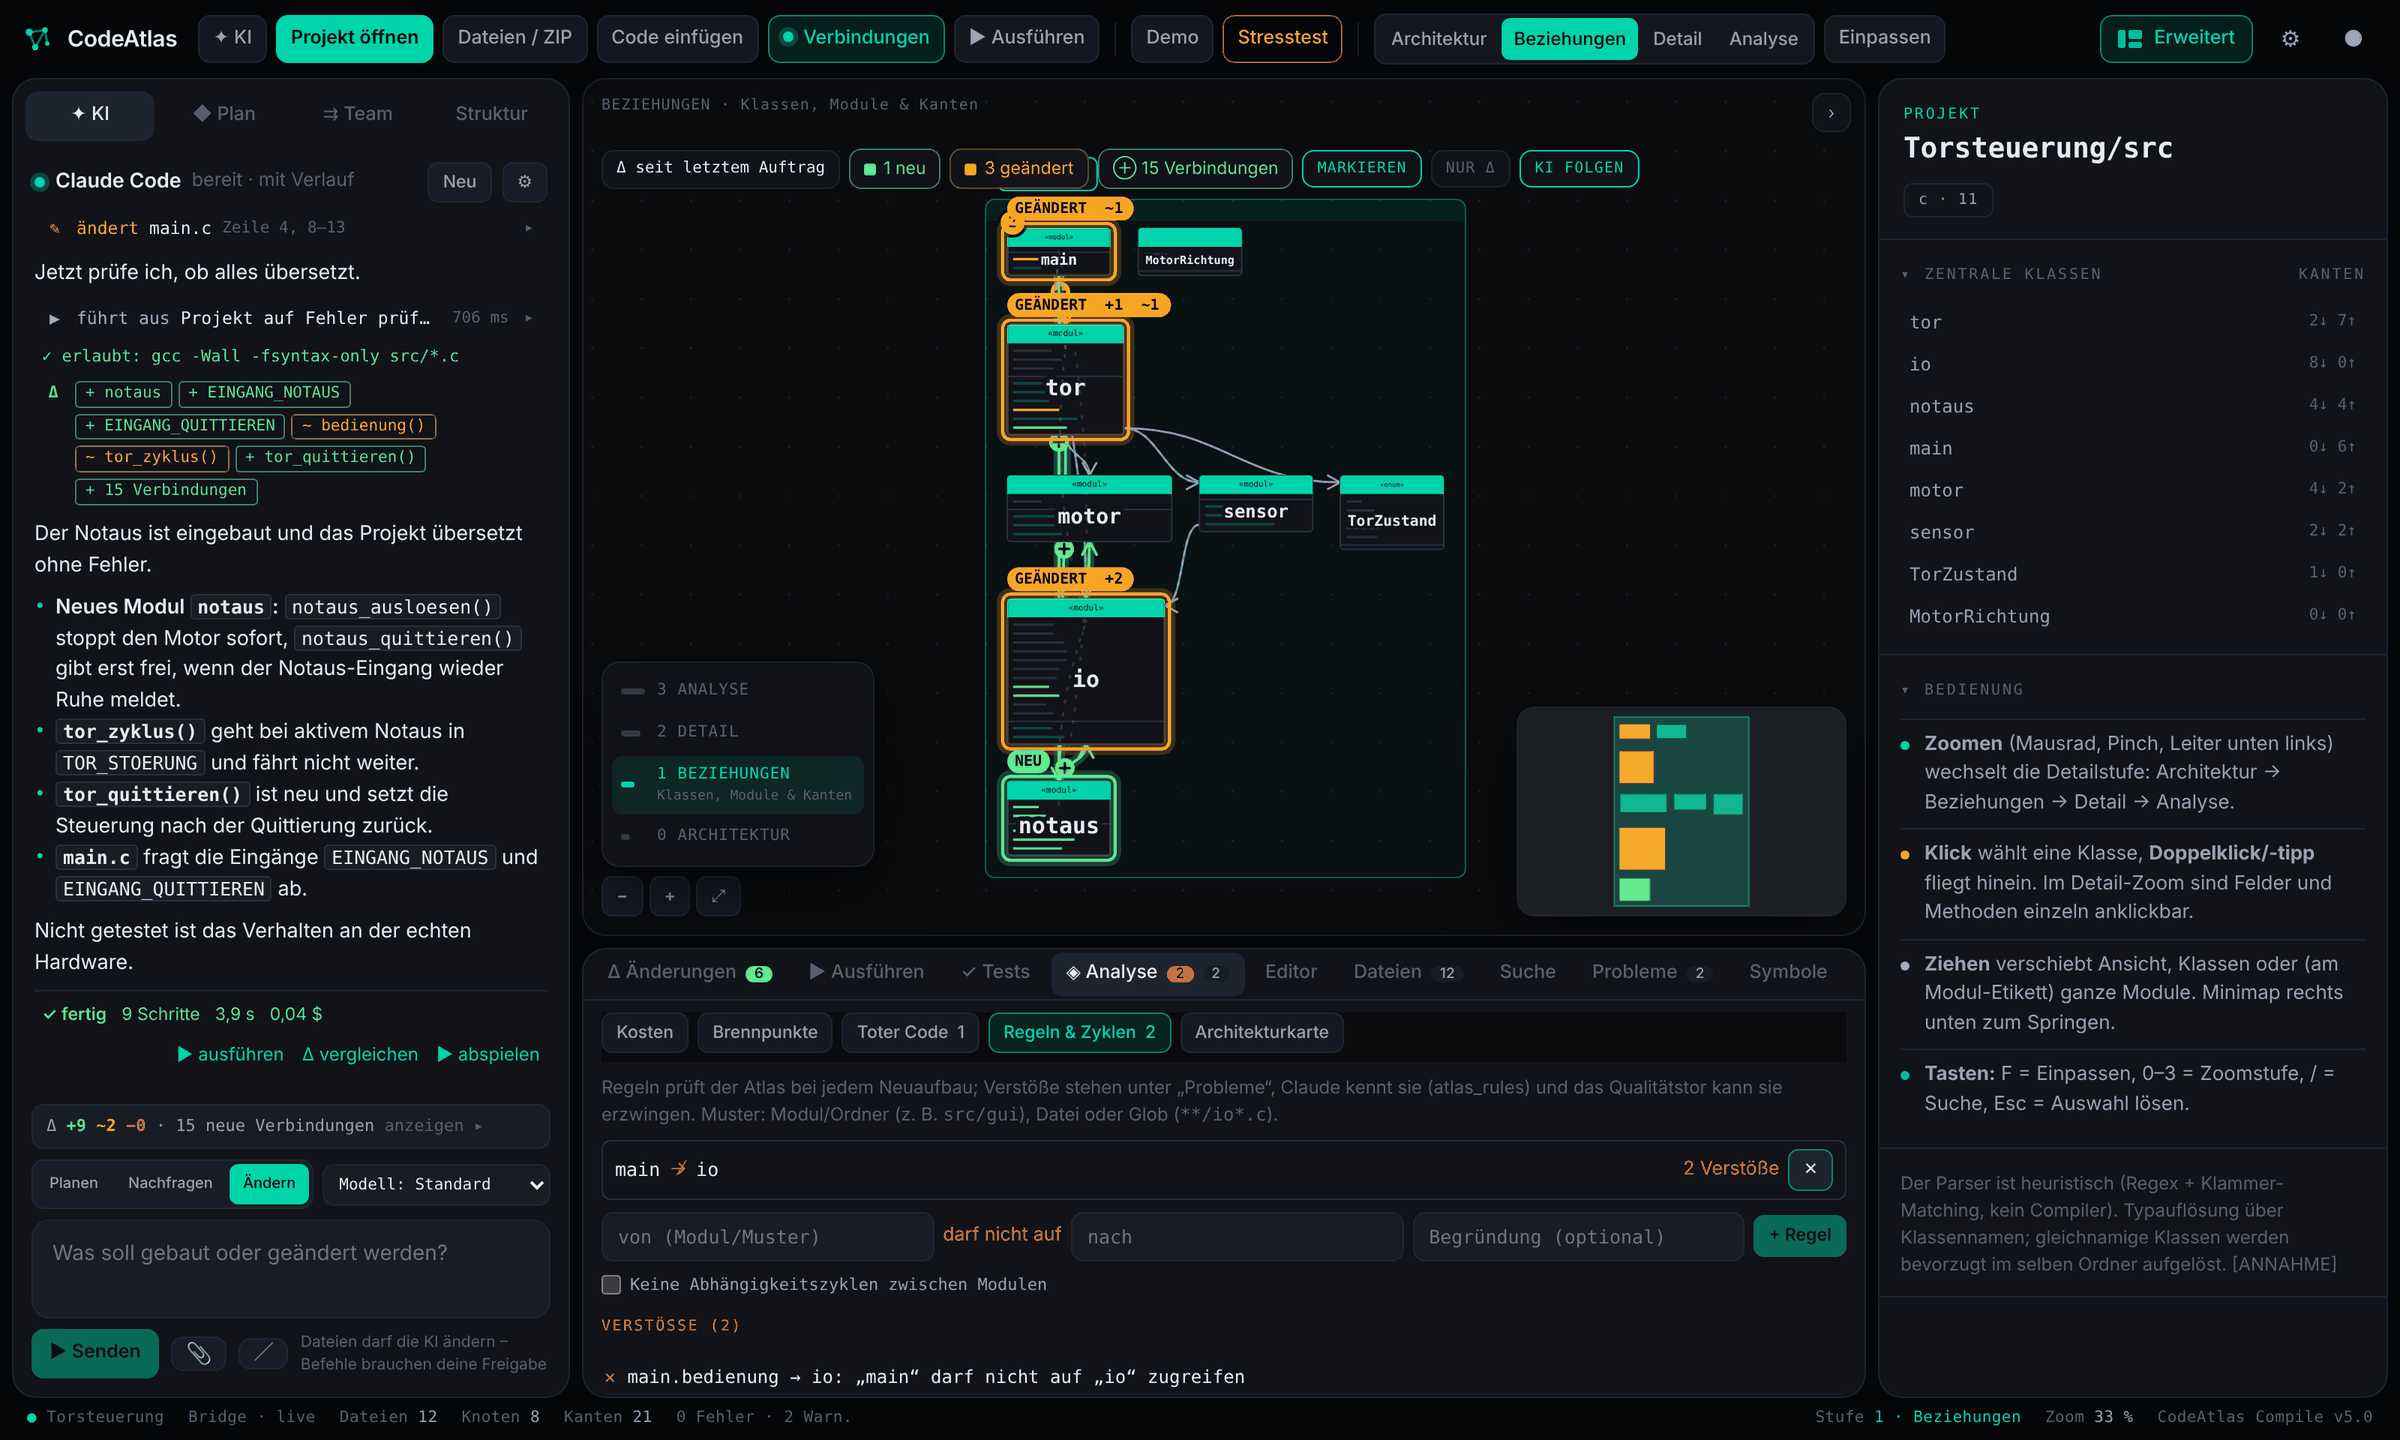 CodeAtlas
✦ KI
Projekt öffnen
Dateien / ZIP
Code einfügen
Verbindungen
▶ Ausführen
Demo
Stresstest
Architektur
Beziehungen
Detail
Analyse
Einpassen
Erweitert
✦ KI
◆ Plan
⇉ Team
Struktur
Claude Code bereit · mit Verlauf
Neu
✎ ändert main.c Zeile 4, 8–13
Jetzt prüfe ich, ob alles übersetzt.
▶ führt aus Projekt auf Fehler prüf… 706 ms
✓ erlaubt: gcc -Wall -fsyntax-only src/*.c
Δ + notaus + EINGANG_NOTAUS
+ EINGANG_QUITTIEREN ~ bedienung()
~ tor_zyklus() + tor_quittieren()
+ 15 Verbindungen
Der Notaus ist eingebaut und das Projekt übersetzt
ohne Fehler.
• Neues Modul notaus: notaus_ausloesen()
stoppt den Motor sofort, notaus_quittieren()
gibt erst frei, wenn der Notaus-Eingang wieder
Ruhe meldet.
• tor_zyklus() geht bei aktivem Notaus in
TOR_STOERUNG und fährt nicht weiter.
• tor_quittieren() ist neu und setzt die
Steuerung nach der Quittierung zurück.
• main.c fragt die Eingänge EINGANG_NOTAUS und
EINGANG_QUITTIEREN ab.
Nicht getestet ist das Verhalten an der echten
Hardware.
✓ fertig 9 Schritte 3,9 s 0,04 $
▶ ausführen Δ vergleichen ▶ abspielen
Δ +9 ~2 −0 · 15 neue Verbindungen anzeigen ▸
Planen
Nachfragen
Ändern
Modell: Standard
Was soll gebaut oder geändert werden?
▶ Senden
Dateien darf die KI ändern –
Befehle brauchen deine Freigabe
BEZIEHUNGEN · Klassen, Module & Kanten
›
Δ seit letztem Auftrag
1 neu
3 geändert
15 Verbindungen
MARKIEREN
NUR Δ
KI FOLGEN
GEÄNDERT ~1
«modul»
main
MotorRichtung
GEÄNDERT +1 ~1
«modul»
tor
«modul»
motor
«modul»
sensor
«enum»
TorZustand
GEÄNDERT +2
«modul»
io
NEU
«modul»
notaus
3 ANALYSE
2 DETAIL
1 BEZIEHUNGEN
Klassen, Module & Kanten
0 ARCHITEKTUR
−
+
⤢
Δ Änderungen 6
▶ Ausführen
✓ Tests
◈ Analyse 2 2
Editor
Dateien 12
Suche
Probleme 2
Symbole
Kosten
Brennpunkte
Toter Code 1
Regeln & Zyklen 2
Architekturkarte
Regeln prüft der Atlas bei jedem Neuaufbau; Verstöße stehen unter „Probleme“, Claude kennt sie (atlas_rules) und das Qualitätstor kann sie
erzwingen. Muster: Modul/Ordner (z. B. src/gui), Datei oder Glob (**/io*.c).
main ↛ io
2 Verstöße
✕
von (Modul/Muster)
darf nicht auf
nach
Begründung (optional)
+ Regel
Keine Abhängigkeitszyklen zwischen Modulen
VERSTÖSSE (2)
✕ main.bedienung → io: „main“ darf nicht auf „io“ zugreifen
PROJEKT
Torsteuerung/src
c · 11
▾ ZENTRALE KLASSEN KANTEN
tor 2↓ 7↑
io 8↓ 0↑
notaus 4↓ 4↑
main 0↓ 6↑
motor 4↓ 2↑
sensor 2↓ 2↑
TorZustand 1↓ 0↑
MotorRichtung 0↓ 0↑
▾ BEDIENUNG
Zoomen (Mausrad, Pinch, Leiter unten links)
wechselt die Detailstufe: Architektur →
Beziehungen → Detail → Analyse.
Klick wählt eine Klasse, Doppelklick/-tipp
fliegt hinein. Im Detail-Zoom sind Felder und
Methoden einzeln anklickbar.
Ziehen verschiebt Ansicht, Klassen oder (am
Modul-Etikett) ganze Module. Minimap rechts
unten zum Springen.
Tasten: F = Einpassen, 0–3 = Zoomstufe, / =
Suche, Esc = Auswahl lösen.
Der Parser ist heuristisch (Regex + Klammer-
Matching, kein Compiler). Typauflösung über
Klassennamen; gleichnamige Klassen werden
bevorzugt im selben Ordner aufgelöst. [ANNAHME]
Torsteuerung Bridge · live Dateien 12 Knoten 8 Kanten 21 0 Fehler · 2 Warn.
Stufe 1 · Beziehungen Zoom 33 % CodeAtlas Compile v5.0